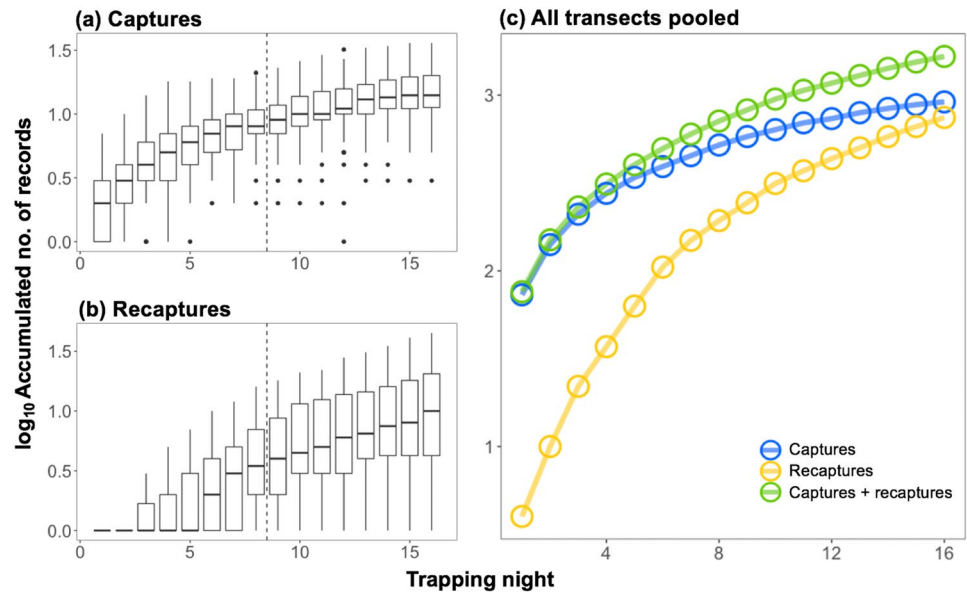 (a) Captures
1.5
1.0
0.5
0.0
0
5
10
15
(b) Recaptures
1.5
1.0
0.5
0.0
0
5
10
15
log10 Accumulated no. of records
(c) All transects pooled
3
2
1
4
8
12
16
Captures
Recaptures
Captures + recaptures
Trapping night